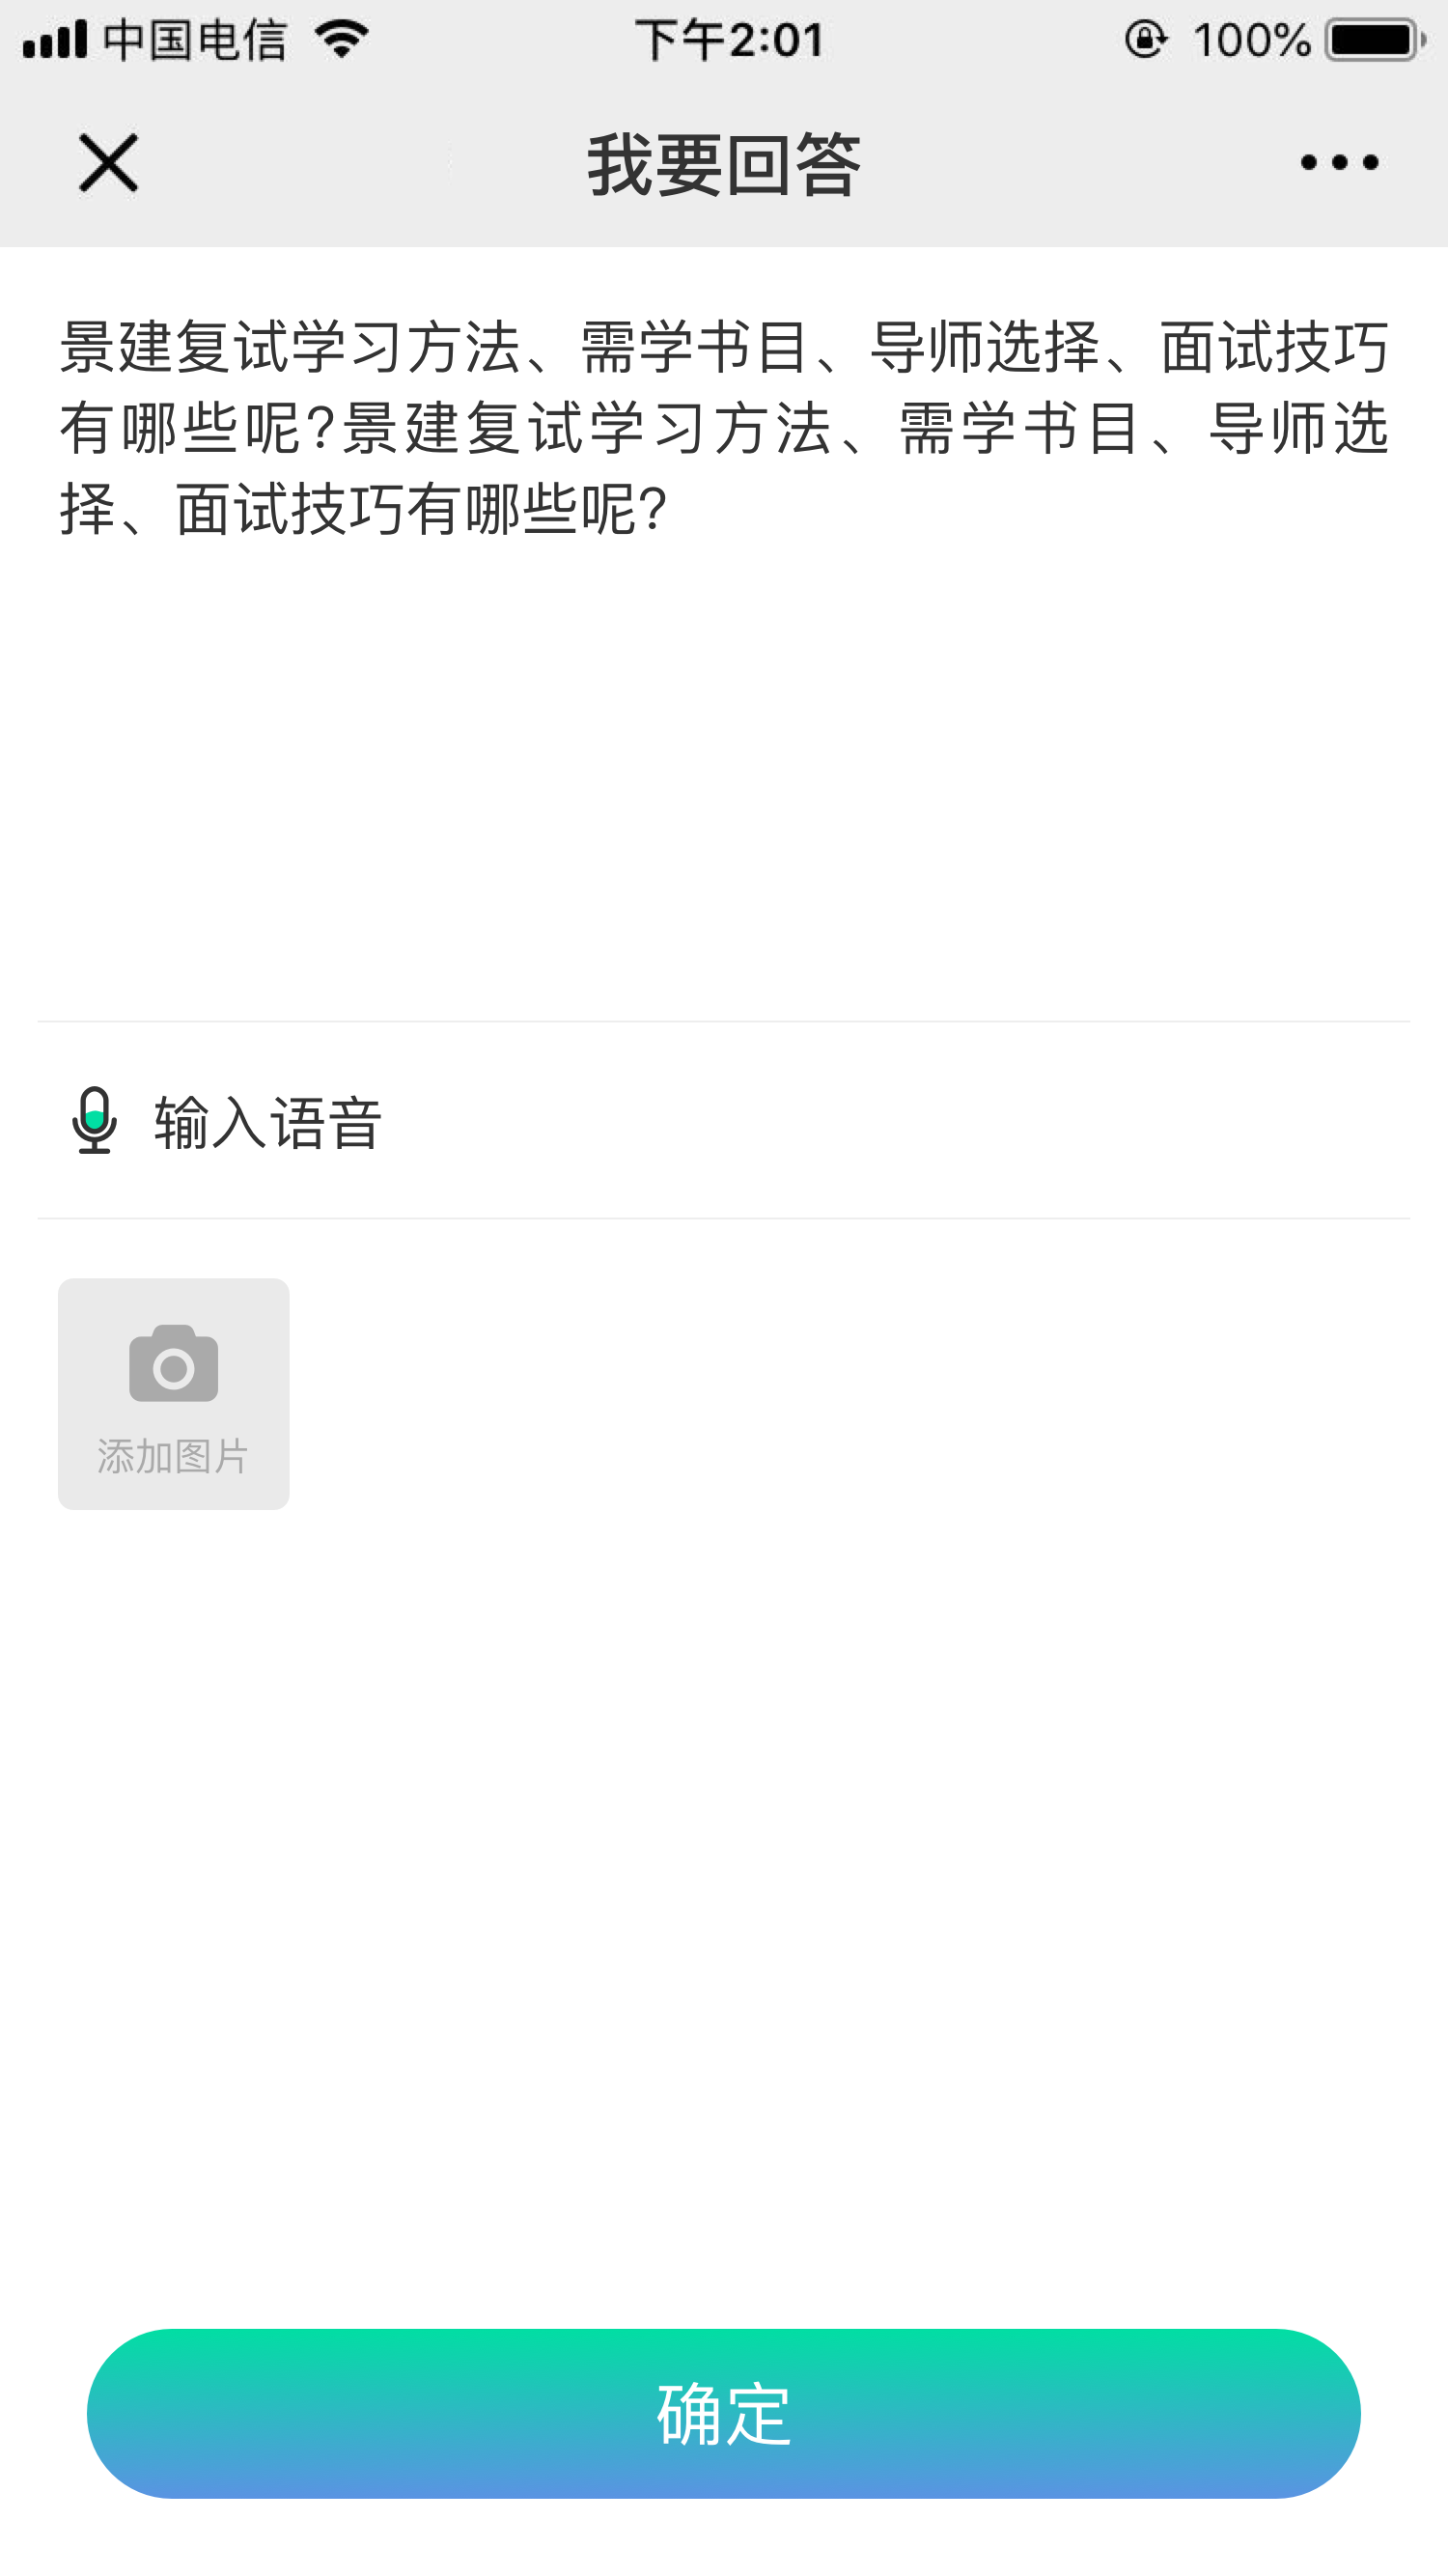 中国电信
下午2:01
100%
我要回答
景建复试学习方法、需学书目、导师选择、面试技巧
有哪些呢?景建复试学习方法、需学书目、导师选
择、面试技巧有哪些呢?
输入语音
添加图片
确定